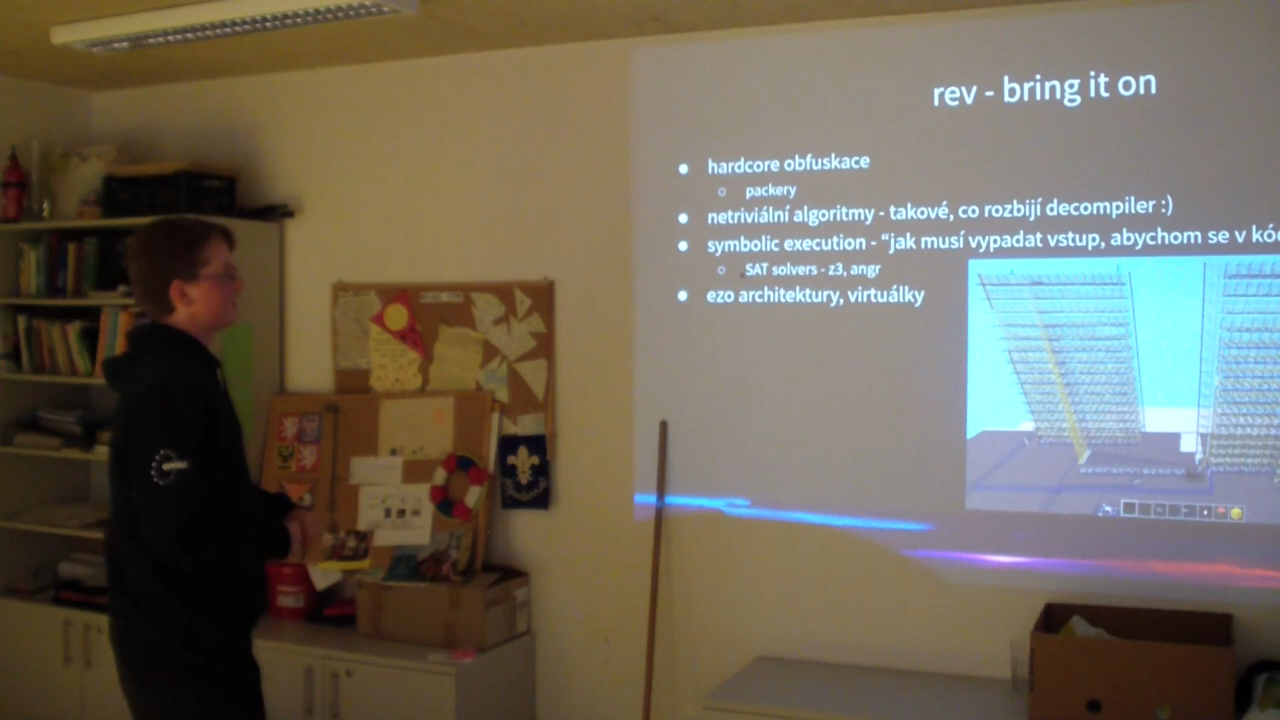 rev - bring it on
hardcore obfuskace
packery
netriviální algoritmy - takové, co rozbijí decompiler :)
symbolic execution - “jak musí vypadat vstup, abychom se v kó
SAT solvers - z3, angr
ezo architektury, virtuálky